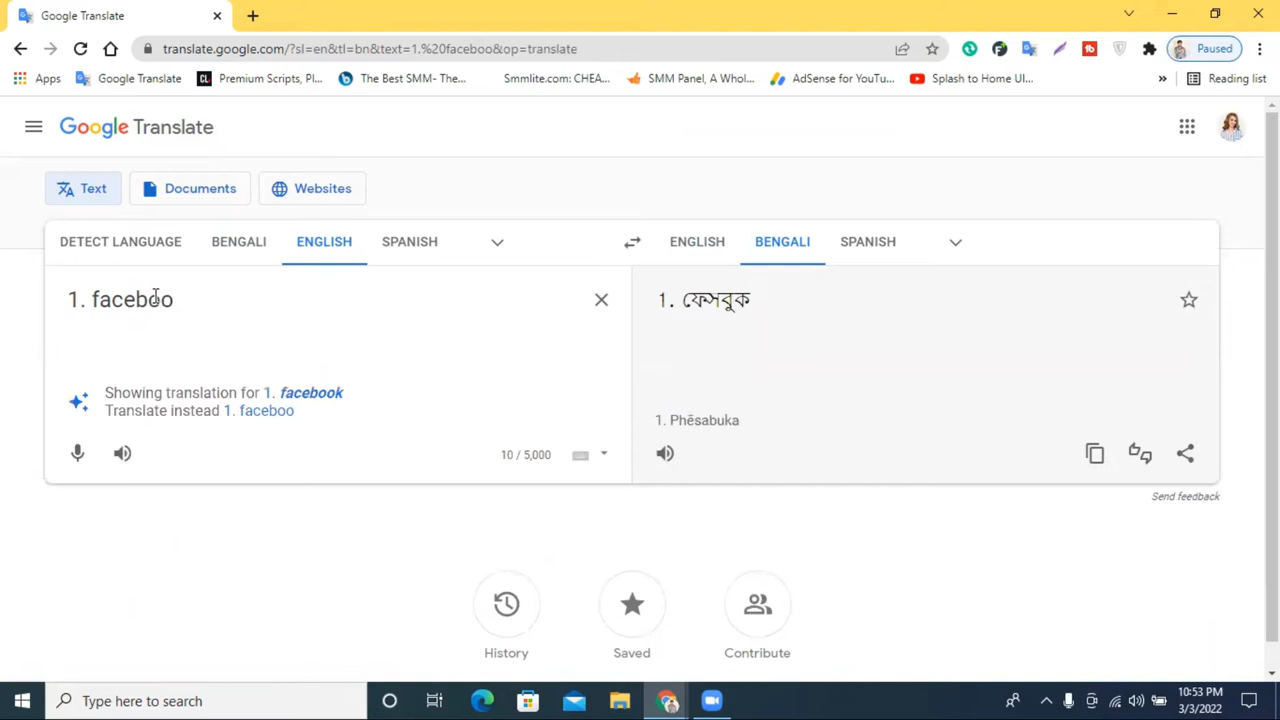 Google Translate
translate.google.com/?sl=en&tl=bn&text=1.%20faceboo&op=translate
Paused
Apps
Google Translate
Premium Scripts, Pl...
The Best SMM- The...
Smmlite.com: CHEA...
SMM Panel, A Whol...
AdSense for YouTu...
Splash to Home UI...
»
Reading list
Google Translate
Text
Documents
Websites
DETECT LANGUAGE
BENGALI
ENGLISH
SPANISH
ENGLISH
BENGALI
SPANISH
1. faceboo
1. ফেসবুক
Showing translation for 1. facebook
Translate instead 1. faceboo
1. Phēsabuka
10 / 5,000
Send feedback
History
Saved
Contribute
Type here to search
10:53 PM
3/3/2022